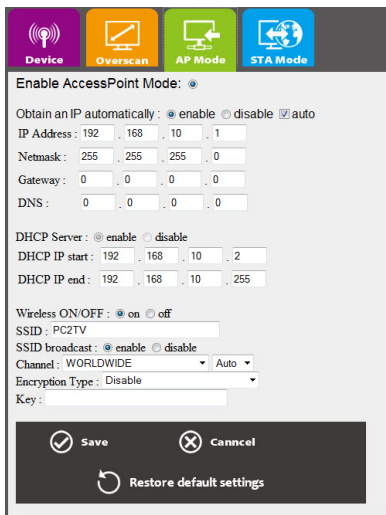 Device Overscan AP Mode STA Mode
Enable AccessPoint Mode:
Obtain an IP automatically : enable disable auto
IP Address : 192 . 168 . 10 . 1
Netmask : 255 . 255 . 255 . 0
Gateway : 0 . 0 . 0 . 0
DNS : 0 . 0 . 0 . 0
DHCP Server : enable disable
DHCP IP start : 192 . 168 . 10 . 2
DHCP IP end : 192 . 168 . 10 . 255
Wireless ON/OFF : on off
SSID : PC2TV
SSID broadcast : enable disable
Channel : WORLDWIDE Auto
Encryption Type : Disable
Key :
Save Canncel
Restore default settings